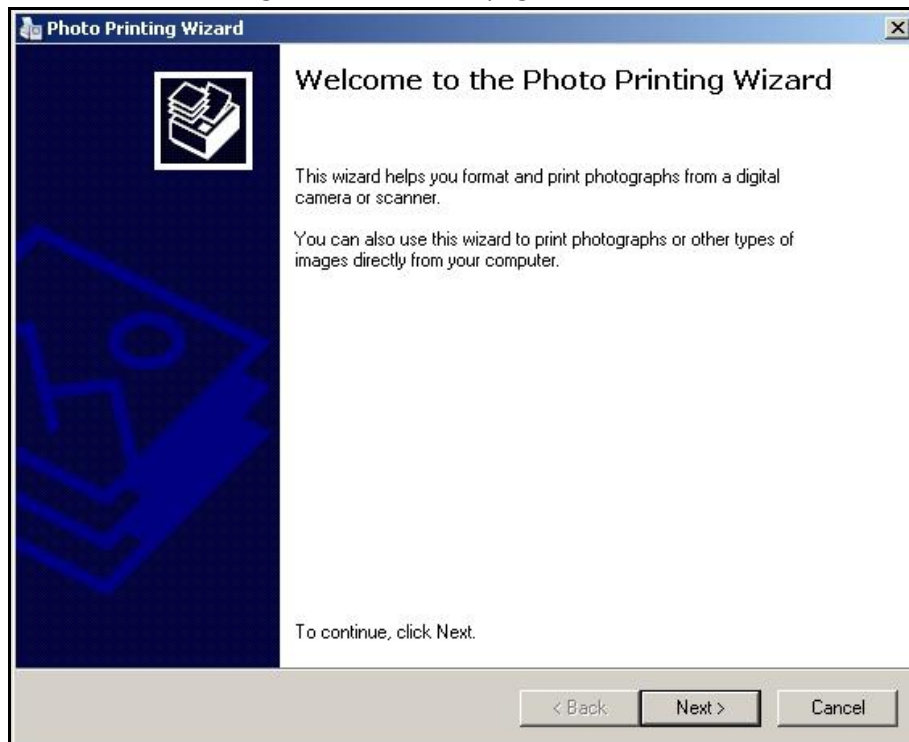 Photo Printing Wizard
Welcome to the Photo Printing Wizard
This wizard helps you format and print photographs from a digital
camera or scanner.
You can also use this wizard to print photographs or other types of
images directly from your computer.
To continue, click Next.
< Back
Next >
Cancel